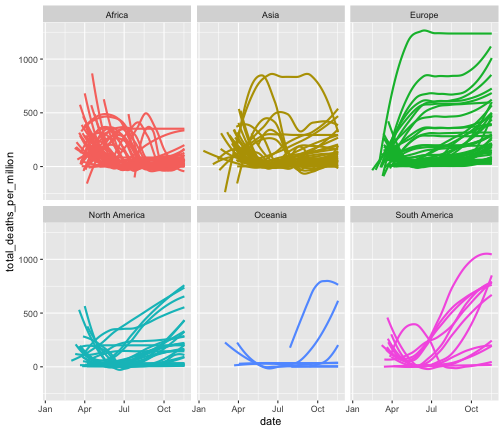 Africa Asia Europe
1000
500
0
North America Oceania South America
1000
500
0
Jan Apr Jul Oct Jan Apr Jul Oct Jan Apr Jul Oct
date
total_deaths_per_million